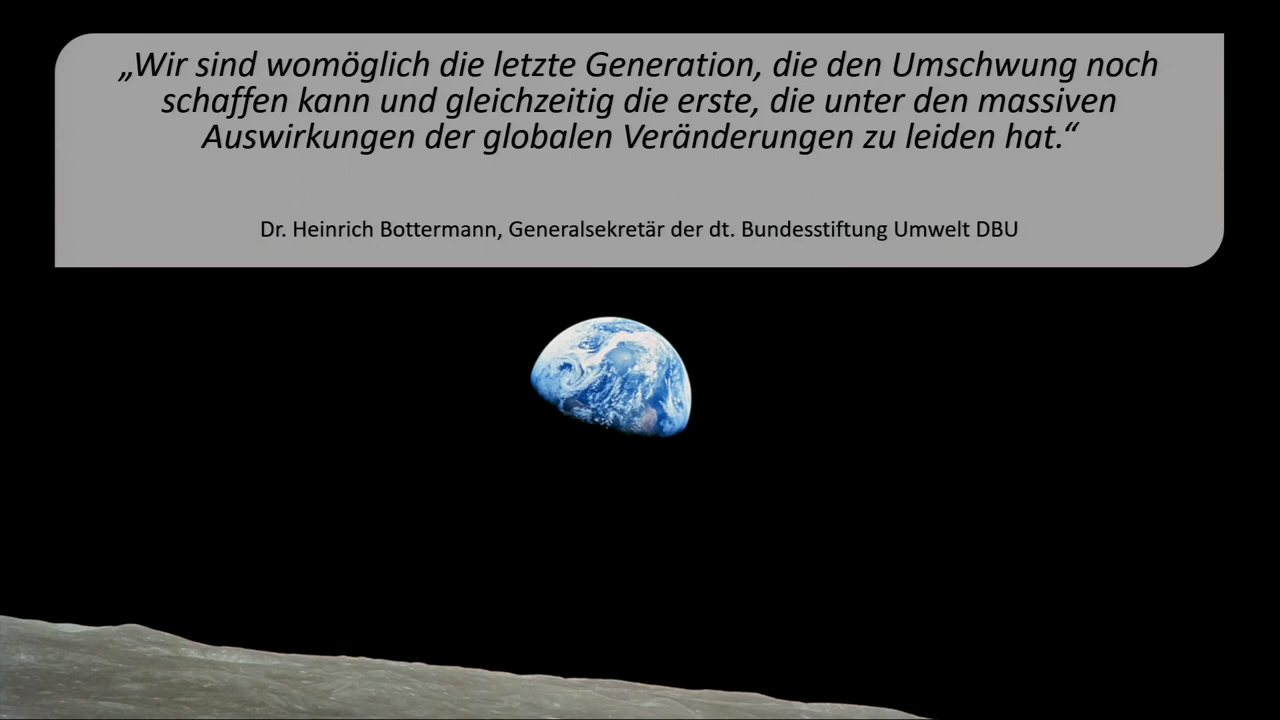 „Wir sind womöglich die letzte Generation, die den Umschwung noch
schaffen kann und gleichzeitig die erste, die unter den massiven
Auswirkungen der globalen Veränderungen zu leiden hat.“
Dr. Heinrich Bottermann, Generalsekretär der dt. Bundesstiftung Umwelt DBU